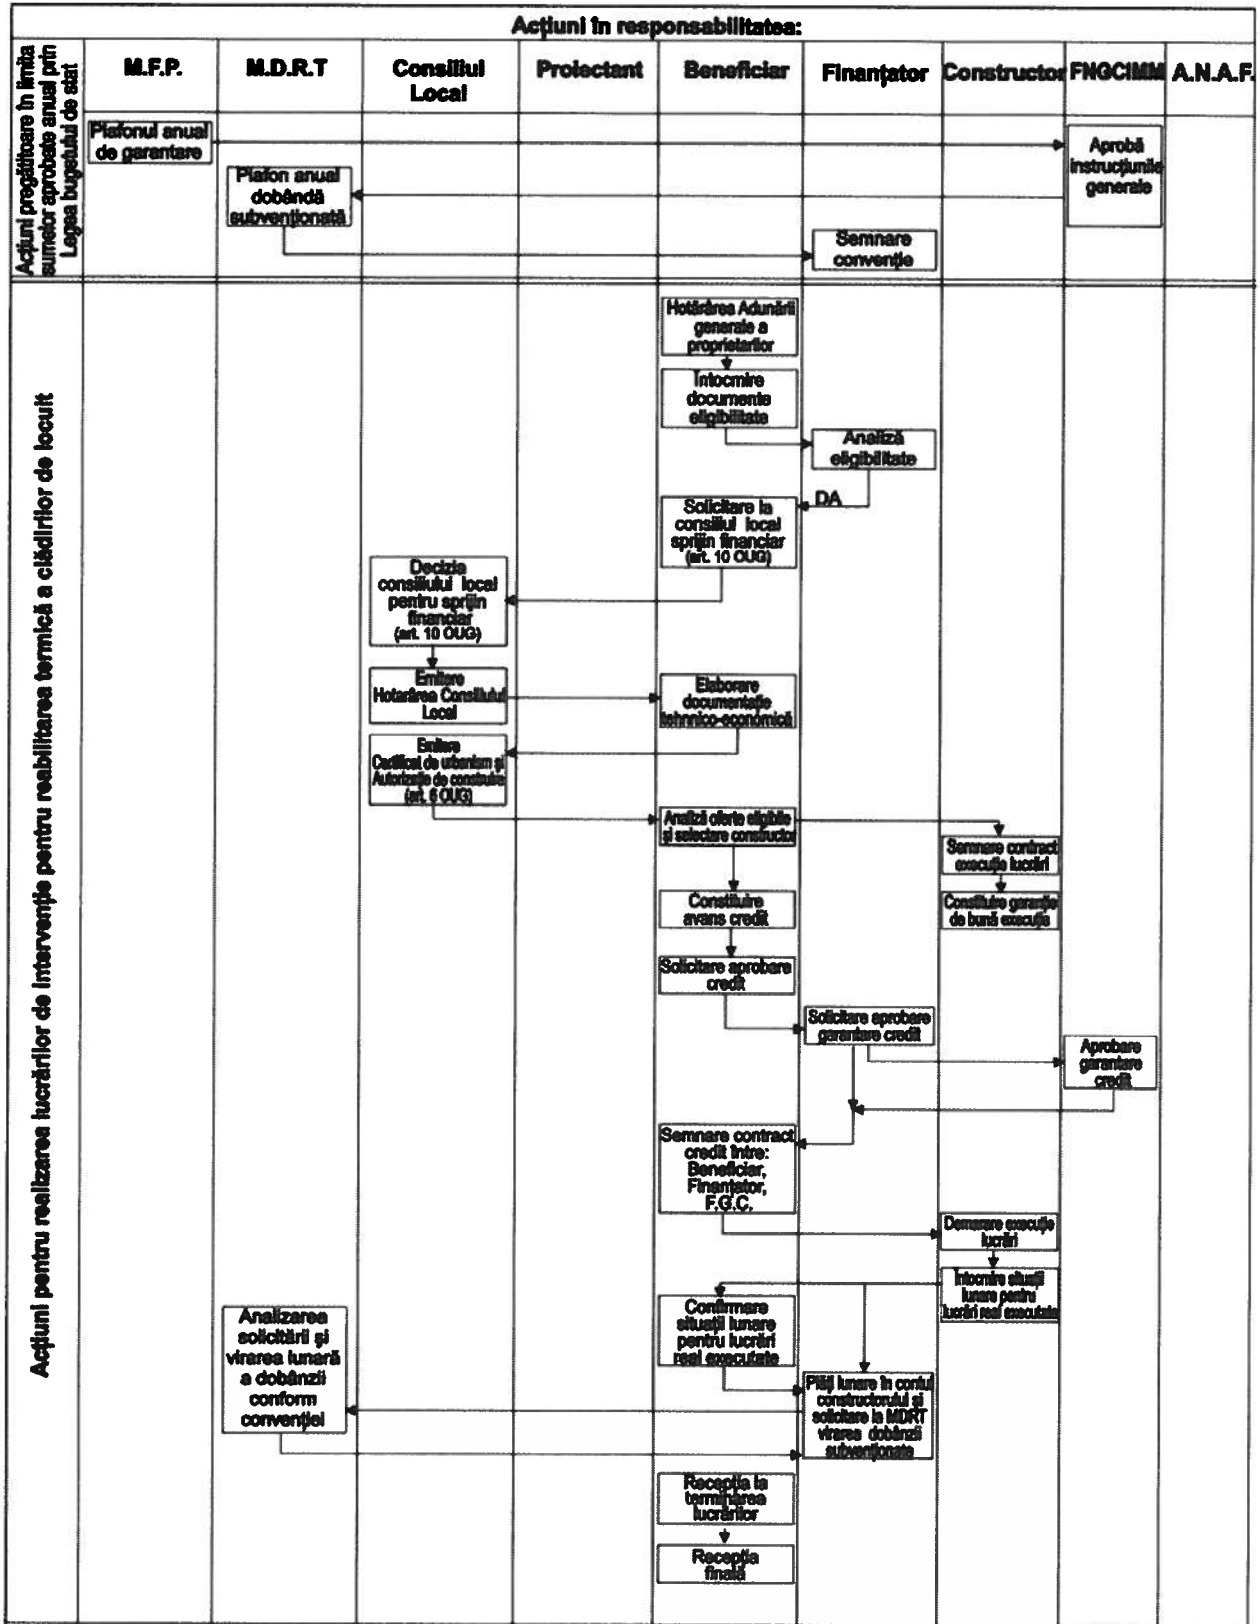 Acțiuni în responsabilitatea:
Acțiuni pregătitoare în limita
sumelor aprobate anual prin
Legea bugetului de stat
M.F.P.
M.D.R.T
Consiliul
Local
Proiectant
Beneficiar
Finanțator
Constructor
FNGCIMM
A.N.A.F.
Plafonul anual
de garantare
Aprobă
instrucțiunile
generale
Plafon anual
dobândă
subvenționată
Semnare
convenție
Acțiuni pentru realizarea lucrărilor de intervenție pentru reabilitarea termică a clădirilor de locuit
Hotărârea Adunării
generale a
proprietarilor
Întocmire
documente
eligibilitate
Analiză
eligibilitate
DA
Solicitare la
consiliul local
sprijin financiar
(art. 10 OUG)
Decizia
consiliului local
pentru sprijin
financiar
(art. 10 OUG)
Emitere
Hotarârea Consiliului
Local
Elaborare
documentație
tehnico-economică
Emitere
Certificat de urbanism și
Autorizație de construire
(art. 6 OUG)
Analiză oferte eligibile
și selectare constructor
Semnare contract
execuție lucrări
Constituire
avans credit
Constituire garanție
de bună execuție
Solicitare aprobare
credit
Solicitare aprobare
garantare credit
Aprobare
garantare
credit
Semnare contract
credit între:
Beneficiar,
Finanțator,
F.G.C.
Demarare execuție
lucrări
Întocmire situații
lunare pentru
lucrări real executate
Confirmare
situații lunare
pentru lucrări
real executate
Analizarea
solicitării și
virarea lunară
a dobânzii
conform
convenției
Plăți lunare în contul
constructorului și
solicitare la MDRT
virarea dobânzii
subvenționate
Recepția la
terminarea
lucrărilor
Recepția
finală